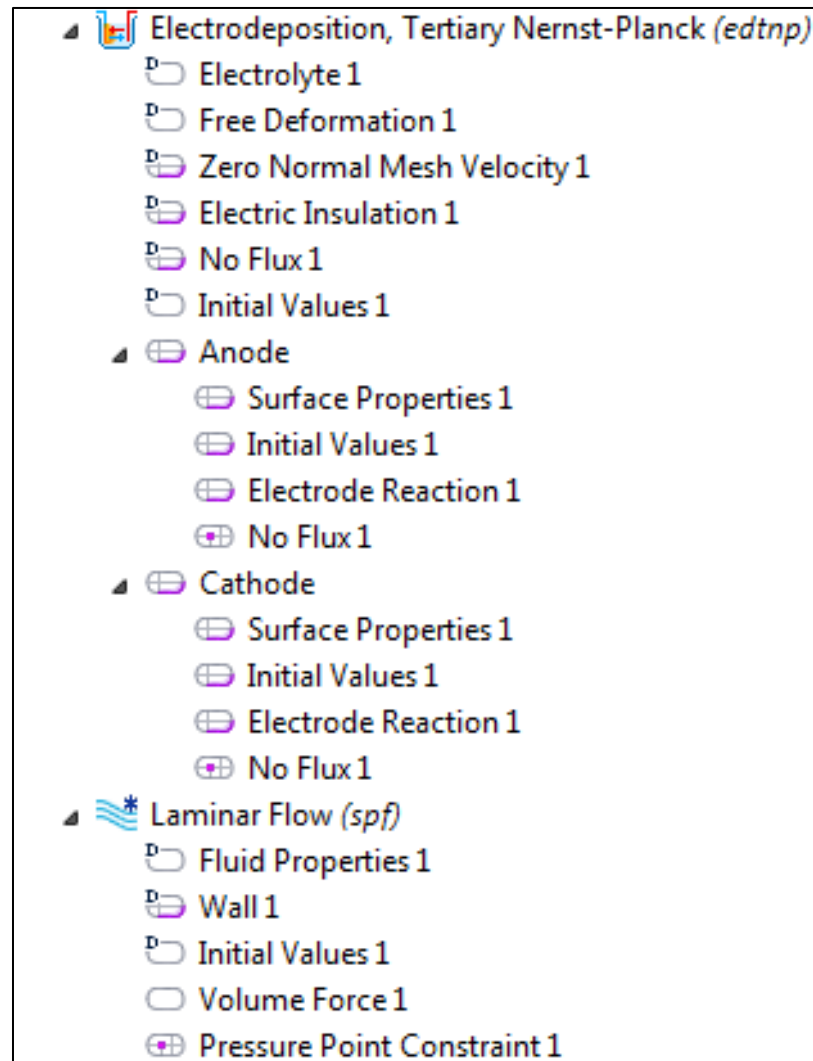 Electrodeposition, Tertiary Nernst-Planck (edtnp)
D Electrolyte 1
D Free Deformation 1
D Zero Normal Mesh Velocity 1
D Electric Insulation 1
D No Flux 1
D Initial Values 1
Anode
Surface Properties 1
Initial Values 1
Electrode Reaction 1
No Flux 1
Cathode
Surface Properties 1
Initial Values 1
Electrode Reaction 1
No Flux 1
Laminar Flow (spf)
D Fluid Properties 1
D Wall 1
D Initial Values 1
Volume Force 1
Pressure Point Constraint 1